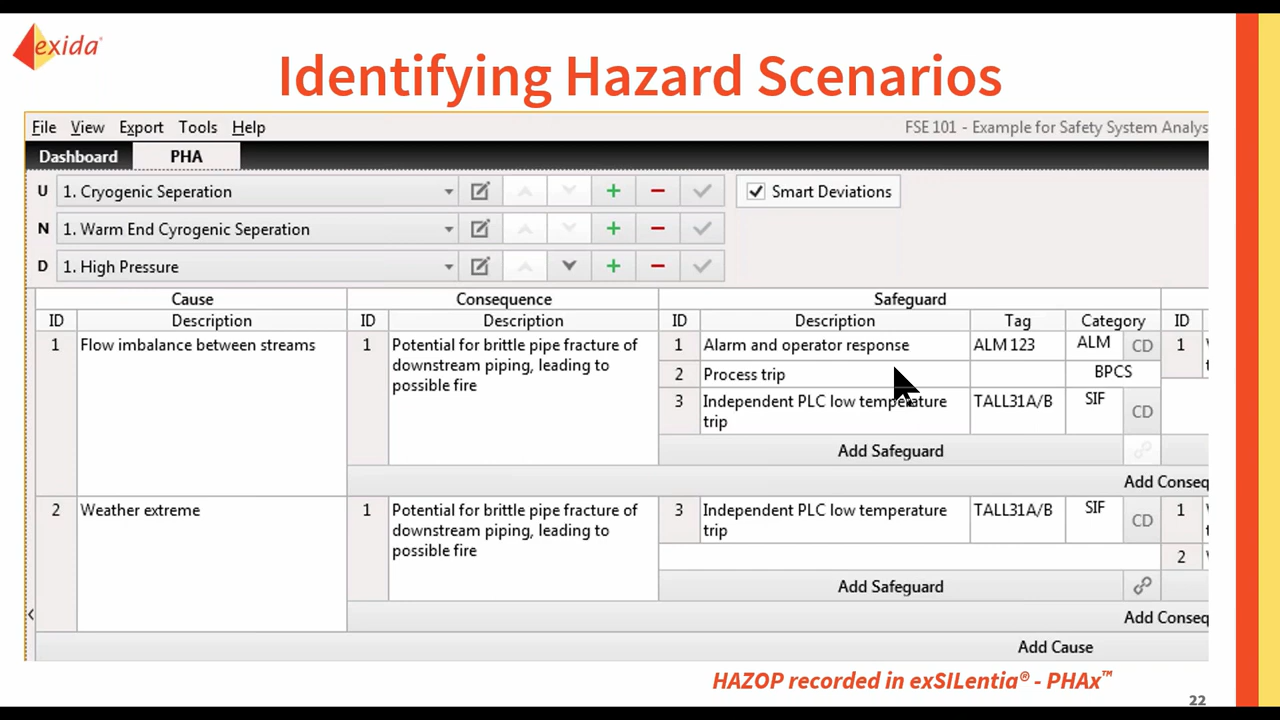 exida®
Identifying Hazard Scenarios
File View Export Tools Help FSE 101 - Example for Safety System Analys
Dashboard PHA
U 1. Cryogenic Seperation Smart Deviations
N 1. Warm End Cyrogenic Seperation
D 1. High Pressure
Cause Consequence Safeguard
ID Description ID Description ID Description Tag Category ID
1 Flow imbalance between streams 1 Potential for brittle pipe fracture of 1 Alarm and operator response ALM 123 ALM CD 1
downstream piping, leading to 2 Process trip BPCS
possible fire 3 Independent PLC low temperature TALL31A/B SIF CD
trip
Add Safeguard
Add Conseq
2 Weather extreme 1 Potential for brittle pipe fracture of 3 Independent PLC low temperature TALL31A/B SIF CD 1
downstream piping, leading to trip
possible fire 2
Add Safeguard
Add Conseq
Add Cause
HAZOP recorded in exSILentia® - PHAx™
22